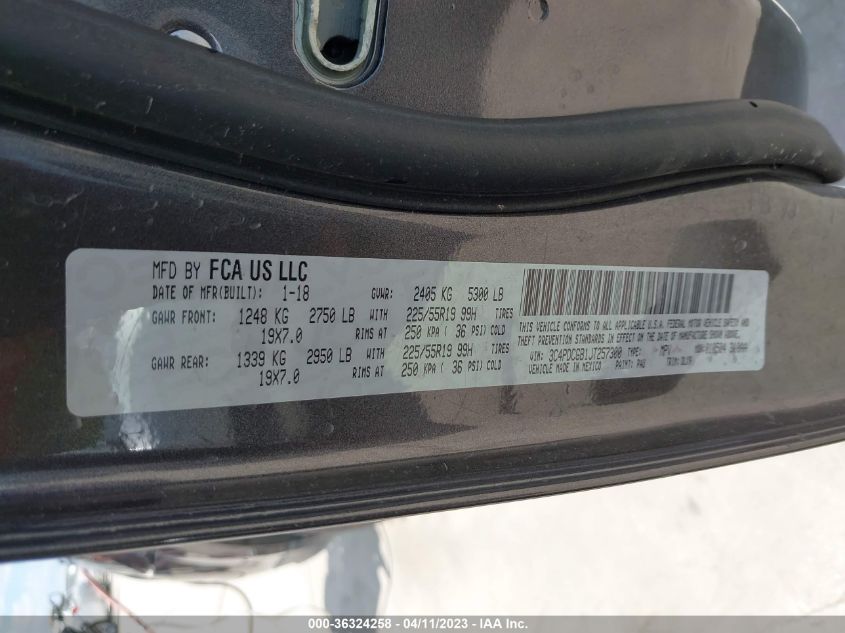 MFD BY FCA US LLC
DATE OF MFR(BUILT): 1-18 GVWR: 2405 KG 5300 LB
GAWR FRONT: 1248 KG 2750 LB WITH 225/55R19 99H TIRES
19X7.0 RIMS AT 250 KPA ( 36 PSI) COLD
GAWR REAR: 1339 KG 2950 LB WITH 225/55R19 99H TIRES
19X7.0 RIMS AT 250 KPA ( 36 PSI) COLD
THIS VEHICLE CONFORMS TO ALL APPLICABLE U.S.A. FEDERAL MOTOR VEHICLE SAFETY AND
THEFT PREVENTION STANDARDS IN EFFECT ON THE DATE OF MANUFACTURE SHOWN ABOVE.
VIN: 3C4PDCGB1JT257300 MPV
VEHICLE MADE IN MEXICO PAINT: PAU TRIM:
000-36324258 - 04/11/2023 - IAA Inc.